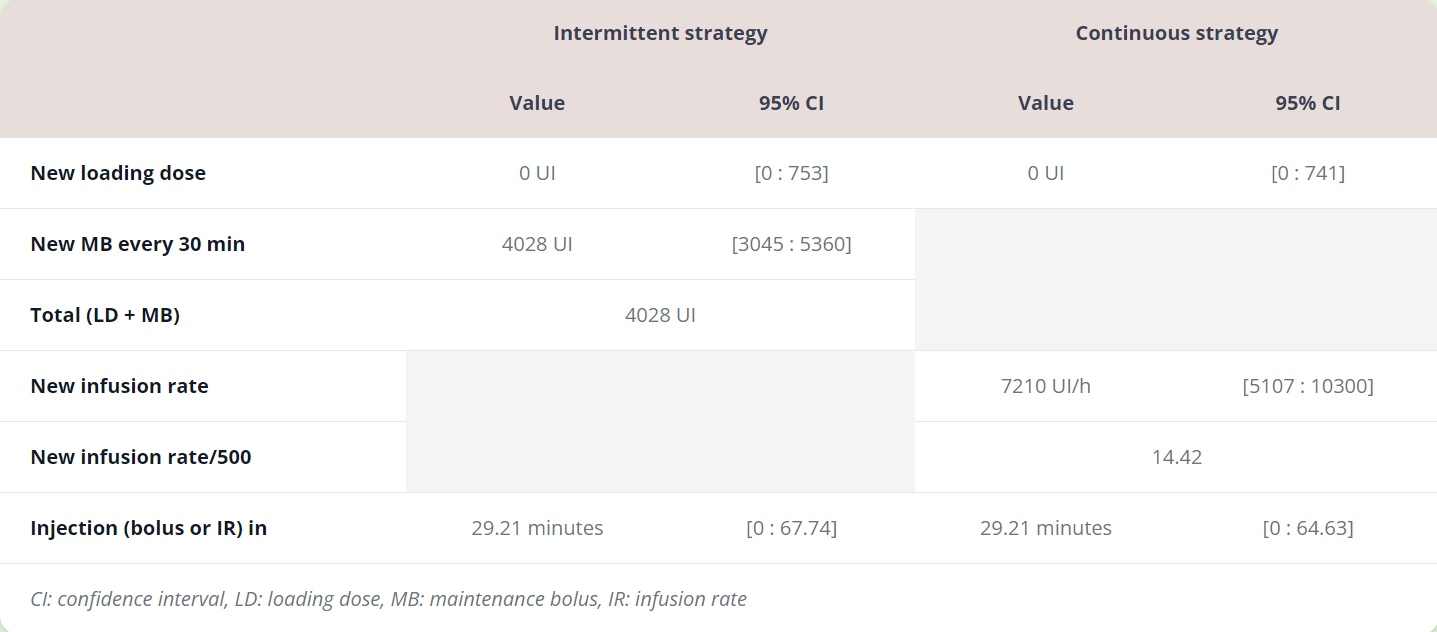 Intermittent strategy Continuous strategy
Value 95% CI Value 95% CI
New loading dose 0 UI [0 : 753] 0 UI [0 : 741]
New MB every 30 min 4028 UI [3045 : 5360]
Total (LD + MB) 4028 UI
New infusion rate 7210 UI/h [5107 : 10300]
New infusion rate/500 14.42
Injection (bolus or IR) in 29.21 minutes [0 : 67.74] 29.21 minutes [0 : 64.63]
CI: confidence interval, LD: loading dose, MB: maintenance bolus, IR: infusion rate